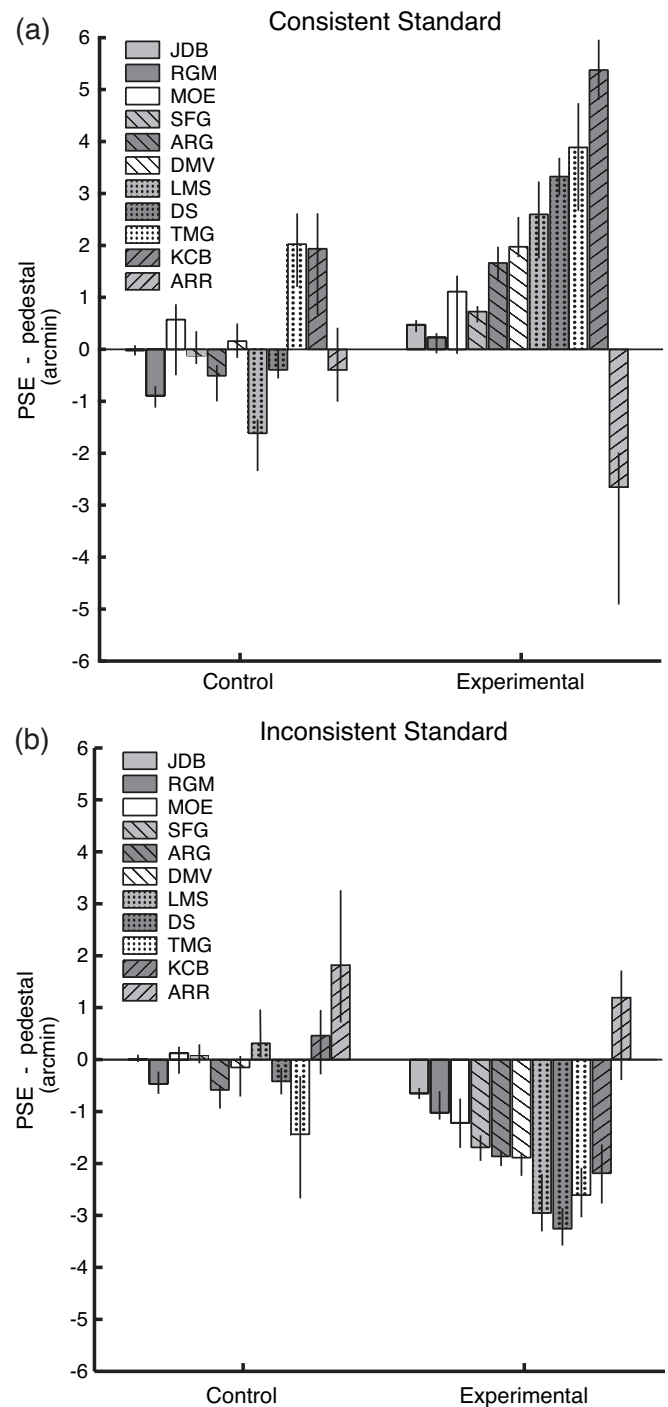 (a)
Consistent Standard
6
5
4
3
2
1
0
-1
-2
-3
-4
-5
-6
PSE - pedestal
(arcmin)
JDB
RGM
MOE
SFG
ARG
DMV
LMS
DS
TMG
KCB
ARR
Control
Experimental
(b)
Inconsistent Standard
6
5
4
3
2
1
0
-1
-2
-3
-4
-5
-6
PSE - pedestal
(arcmin)
JDB
RGM
MOE
SFG
ARG
DMV
LMS
DS
TMG
KCB
ARR
Control
Experimental